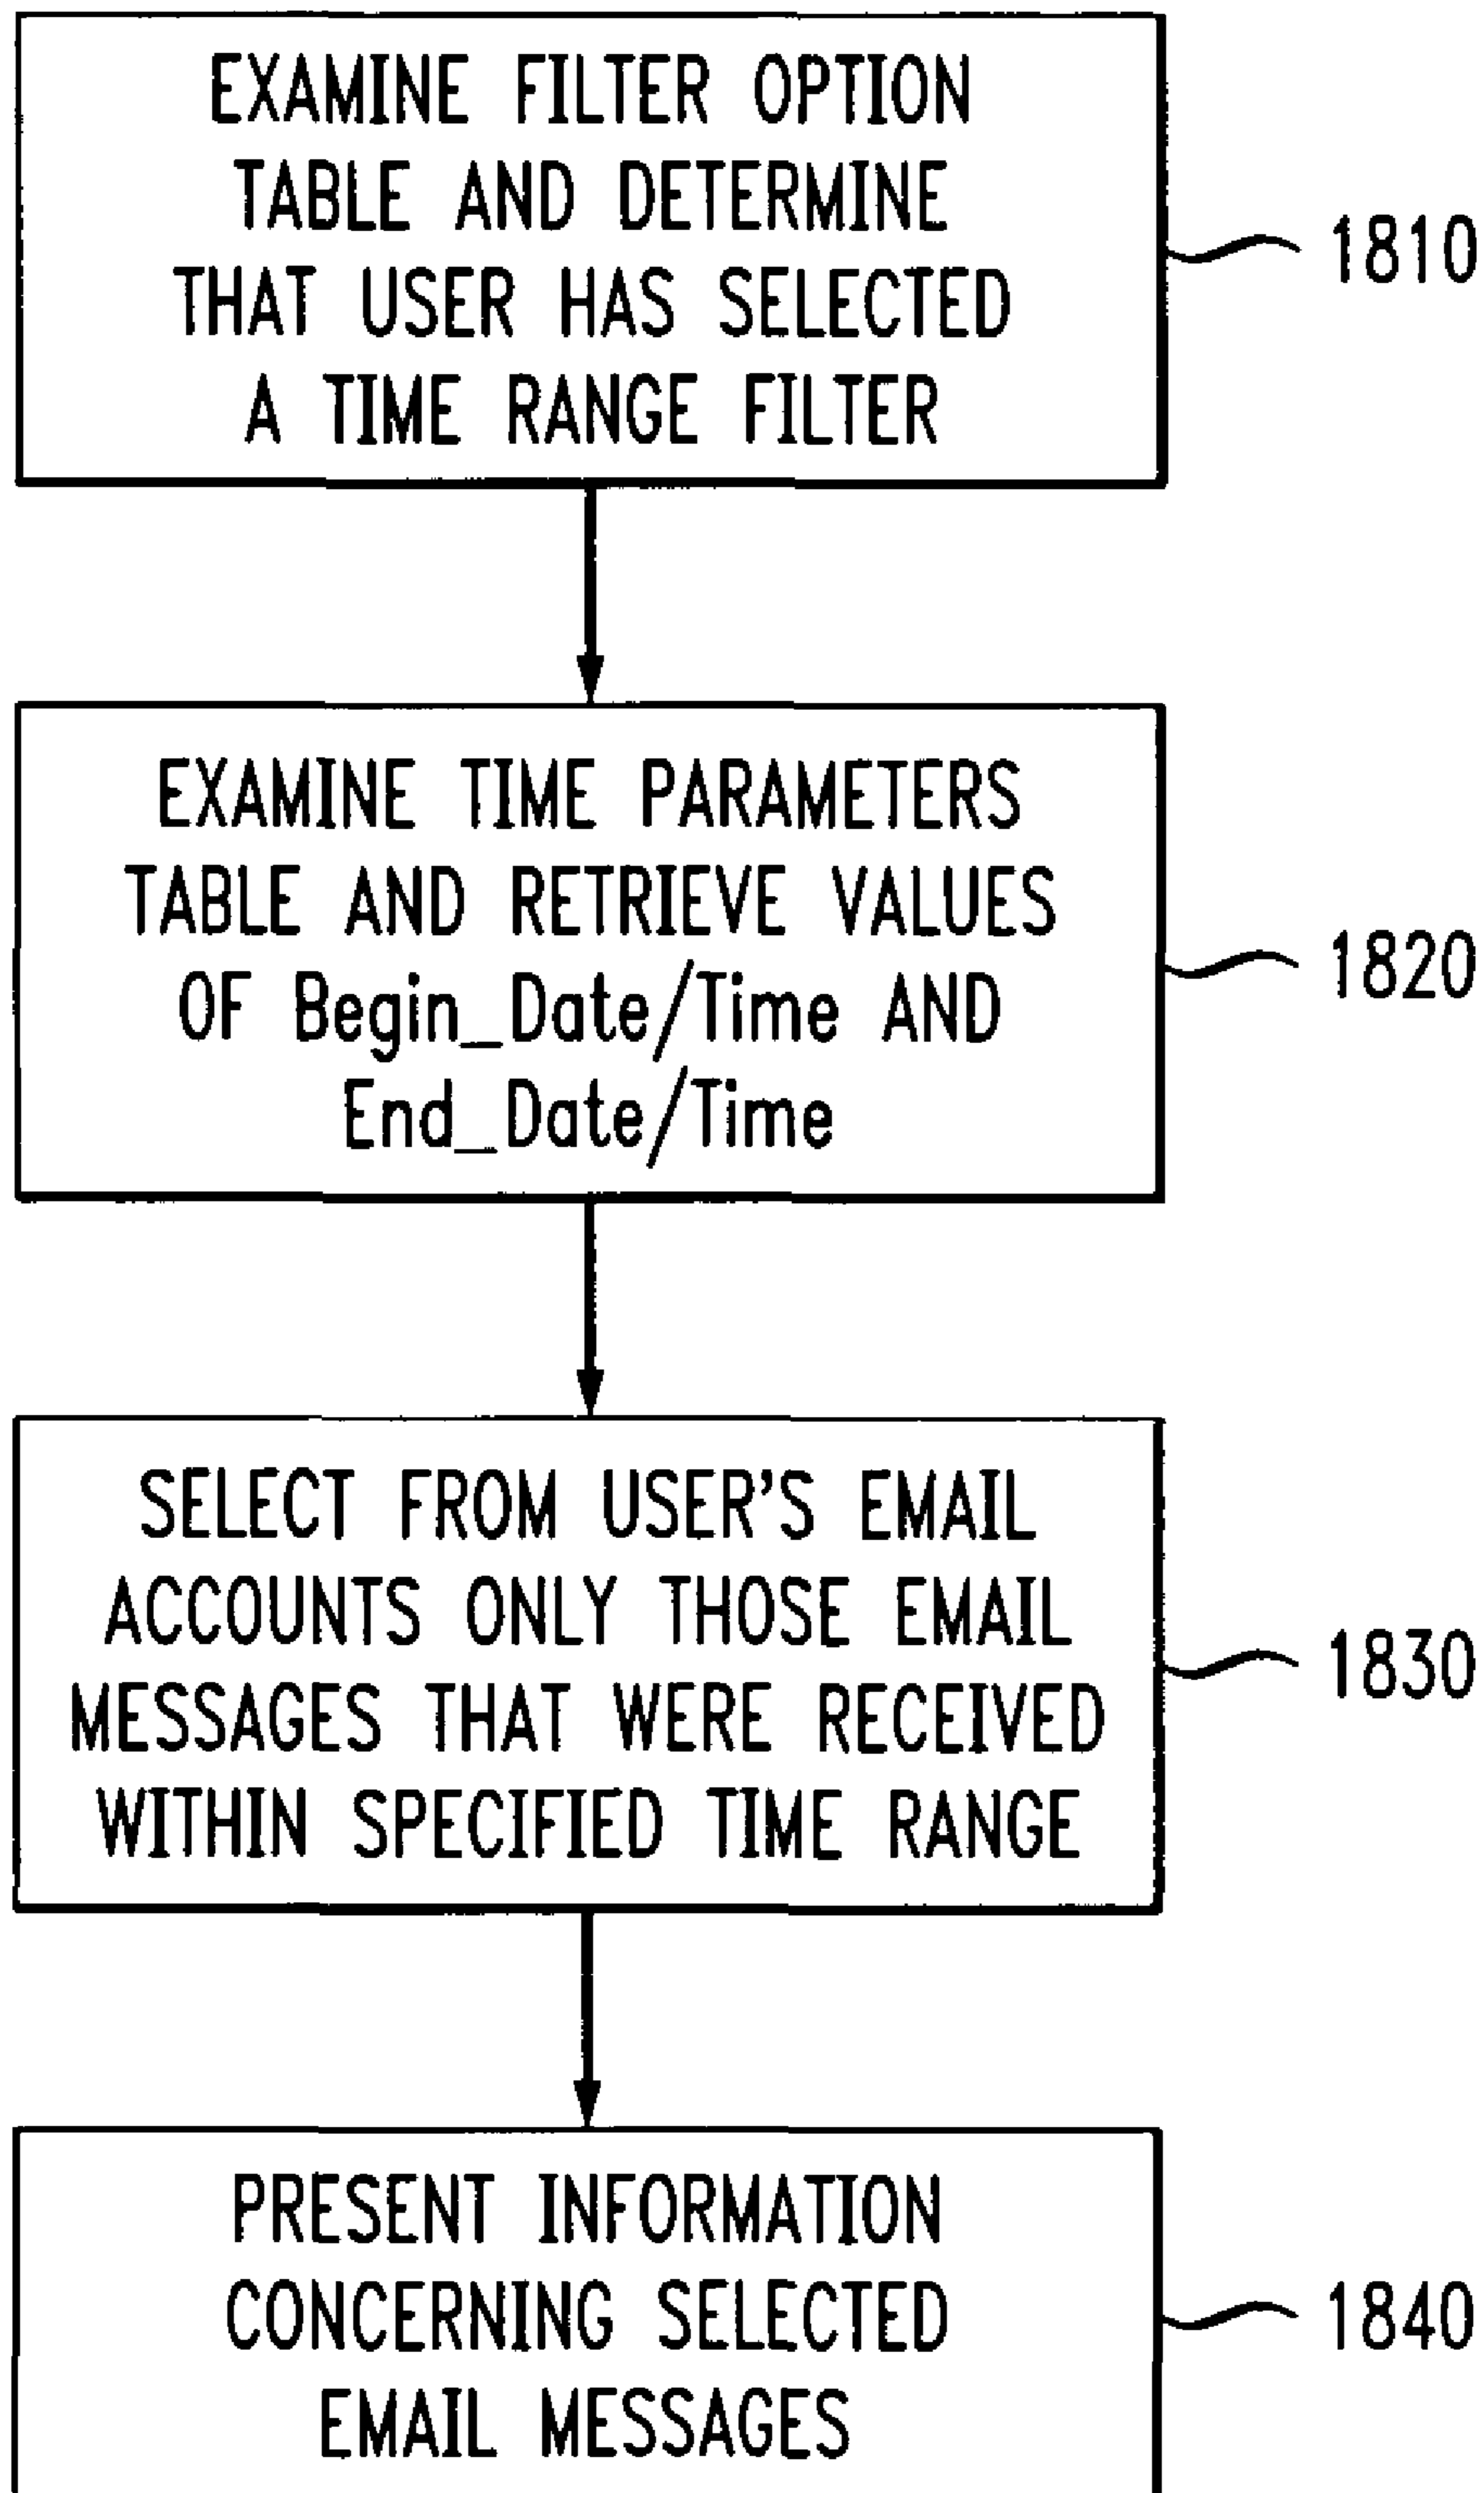 EXAMINE FILTER OPTION
TABLE AND DETERMINE
THAT USER HAS SELECTED
A TIME RANGE FILTER
1810
EXAMINE TIME PARAMETERS
TABLE AND RETRIEVE VALUES
OF Begin_Date/Time AND
End_Date/Time
1820
SELECT FROM USER'S EMAIL
ACCOUNTS ONLY THOSE EMAIL
MESSAGES THAT WERE RECEIVED
WITHIN SPECIFIED TIME RANGE
1830
PRESENT INFORMATION
CONCERNING SELECTED
EMAIL MESSAGES
1840